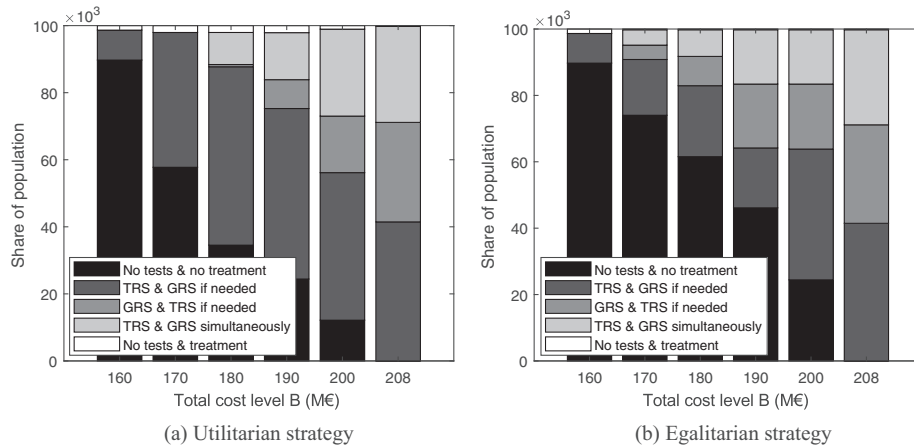 100 ×10³
80
60
40
20
0
Share of population
No tests & no treatment
TRS & GRS if needed
GRS & TRS if needed
TRS & GRS simultaneously
No tests & treatment
160 170 180 190 200 208
Total cost level B (M€)
(a) Utilitarian strategy
100 ×10³
80
60
40
20
0
Share of population
No tests & no treatment
TRS & GRS if needed
GRS & TRS if needed
TRS & GRS simultaneously
No tests & treatment
160 170 180 190 200 208
Total cost level B (M€)
(b) Egalitarian strategy